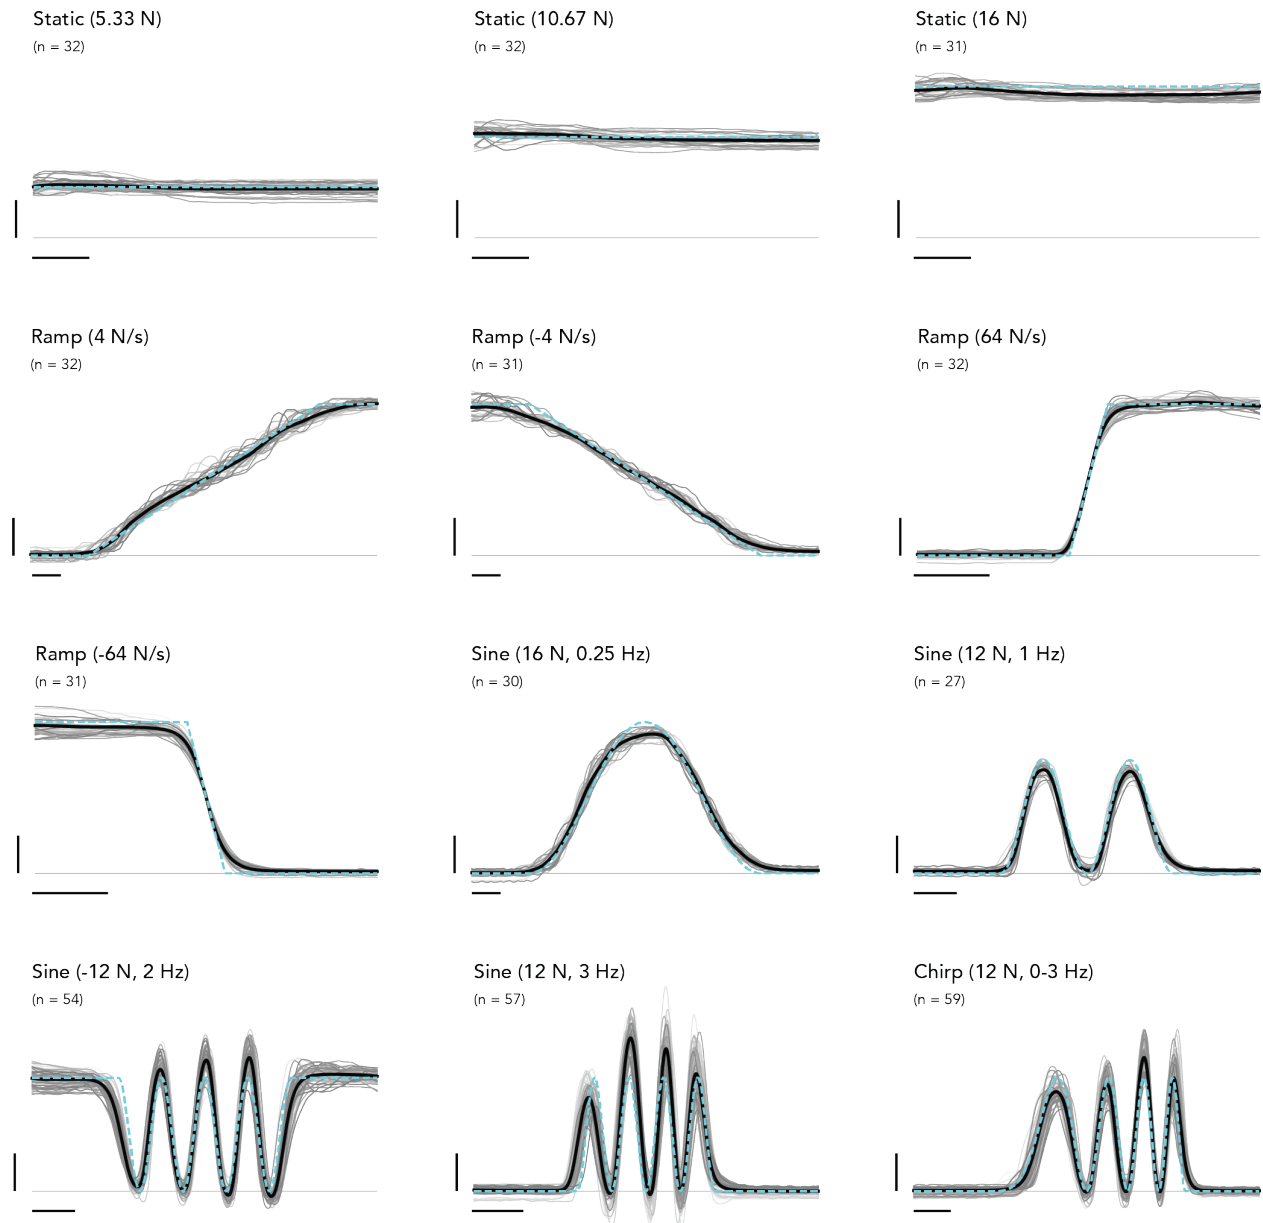 Static (5.33 N)
(n = 32)
Static (10.67 N)
(n = 32)
Static (16 N)
(n = 31)
Ramp (4 N/s)
(n = 32)
Ramp (-4 N/s)
(n = 31)
Ramp (64 N/s)
(n = 32)
Ramp (-64 N/s)
(n = 31)
Sine (16 N, 0.25 Hz)
(n = 30)
Sine (12 N, 1 Hz)
(n = 27)
Sine (-12 N, 2 Hz)
(n = 54)
Sine (12 N, 3 Hz)
(n = 57)
Chirp (12 N, 0-3 Hz)
(n = 59)